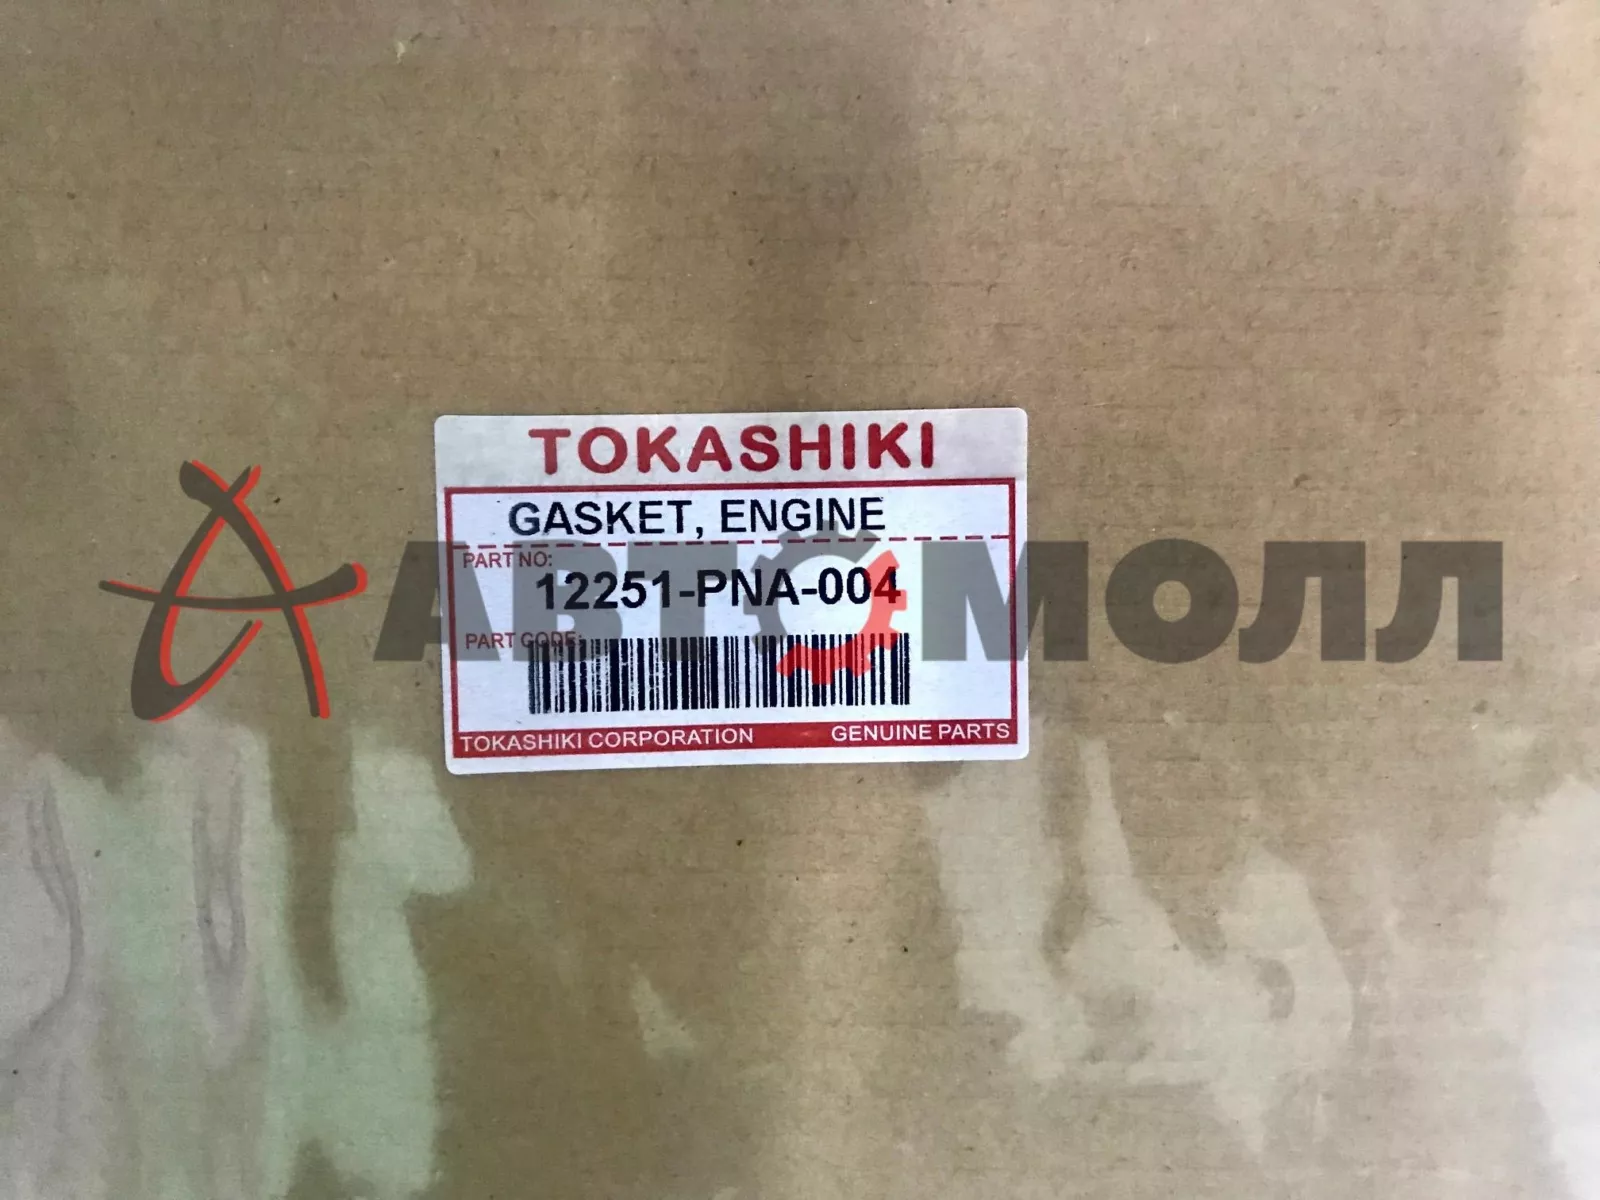 TOKASHIKI
GASKET, ENGINE
PART NO:
12251-PNA-004
PART CODE:
АВТОМОЛЛ
TOKASHIKI CORPORATION GENUINE PARTS